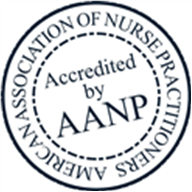 AMERICAN ASSOCIATION OF NURSE PRACTITIONERS
Accredited
by
AANP